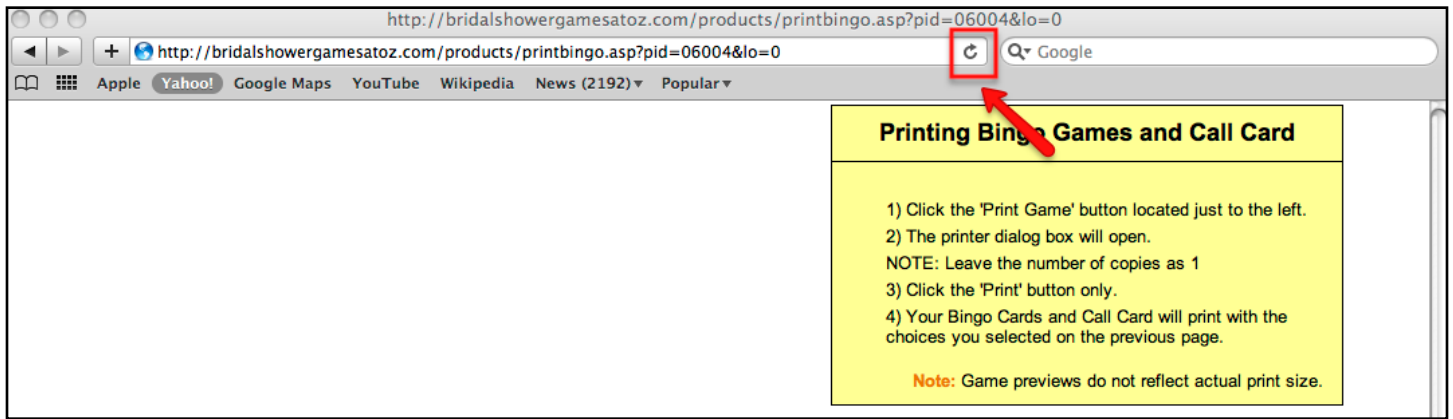 http://bridalshowergamesatoz.com/products/printbingo.asp?pid=06004&lo=0
http://bridalshowergamesatoz.com/products/printbingo.asp?pid=06004&lo=0 Google
Apple Yahoo! Google Maps YouTube Wikipedia News (2192) Popular
Printing Bingo Games and Call Card
1) Click the 'Print Game' button located just to the left.
2) The printer dialog box will open.
NOTE: Leave the number of copies as 1
3) Click the 'Print' button only.
4) Your Bingo Cards and Call Card will print with the
choices you selected on the previous page.
Note: Game previews do not reflect actual print size.